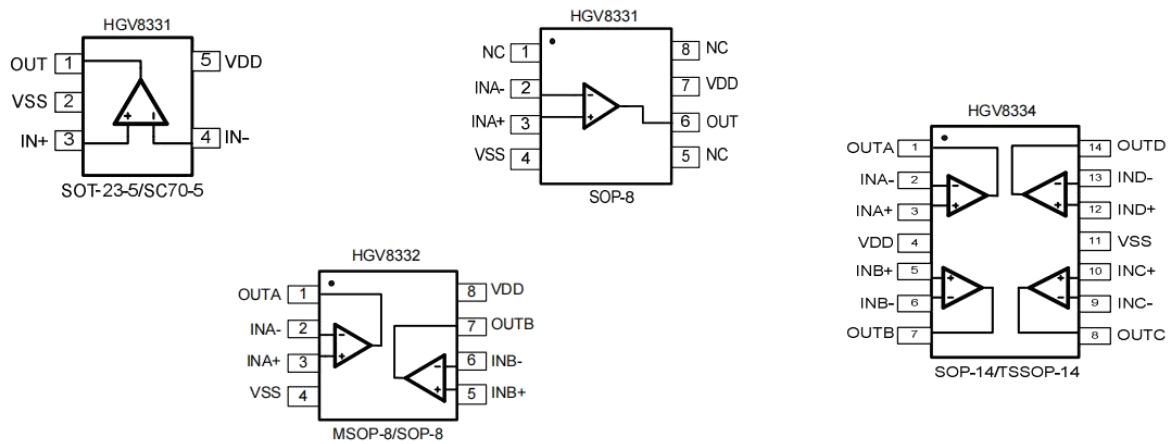 HGV8331
OUT 1 5 VDD
VSS 2
IN+ 3 4 IN-
+ -
SOT-23-5/SC70-5
HGV8331
NC 1 8 NC
INA- 2 - 7 VDD
INA+ 3 + 6 OUT
VSS 4 5 NC
SOP-8
HGV8332
OUTA 1 8 VDD
INA- 2 - 7 OUTB
INA+ 3 + - 6 INB-
VSS 4 + 5 INB+
MSOP-8/SOP-8
HGV8334
OUTA 1 14 OUTD
INA- 2 - - 13 IND-
INA+ 3 + + 12 IND+
VDD 4 11 VSS
INB+ 5 + + 10 INC+
INB- 6 - - 9 INC-
OUTB 7 8 OUTC
SOP-14/TSSOP-14